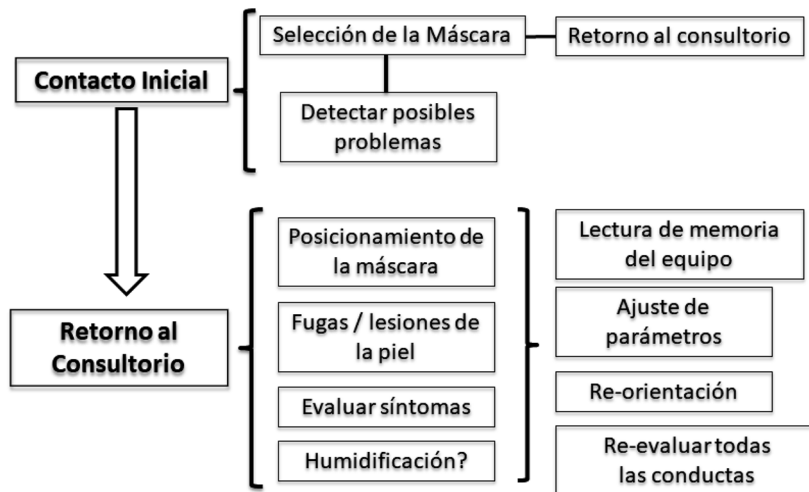 Contacto Inicial
Selección de la Máscara
Retorno al consultorio
Detectar posibles
problemas
Retorno al
Consultorio
Posicionamiento de
la máscara
Fugas / lesiones de
la piel
Evaluar síntomas
Humidificación?
Lectura de memoria
del equipo
Ajuste de
parámetros
Re-orientación
Re-evaluar todas
las conductas